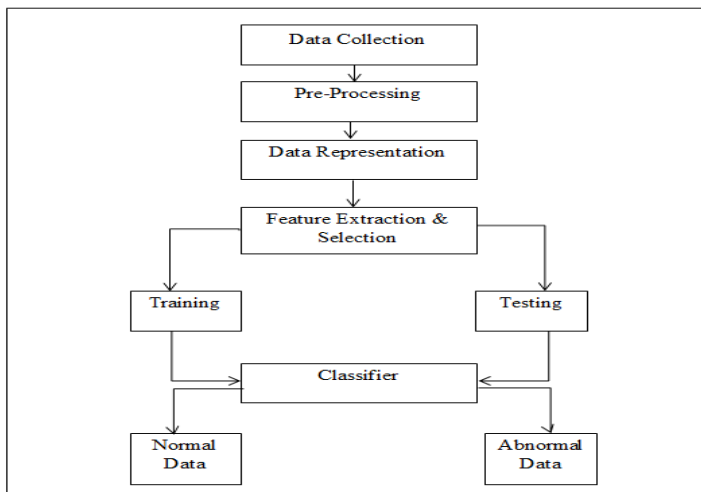 Data Collection
Pre-Processing
Data Representation
Feature Extraction &
Selection
Training
Testing
Classifier
Normal
Data
Abnormal
Data